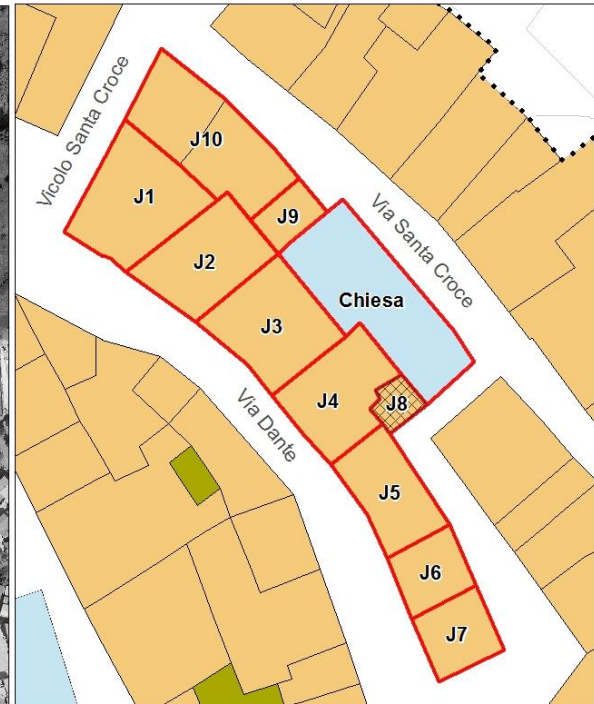 Vicolo Santa Croce
J10
J1
J9
Via Santa Croce
J2
Chiesa
J3
J4
J8
Via Dante
J5
J6
J7